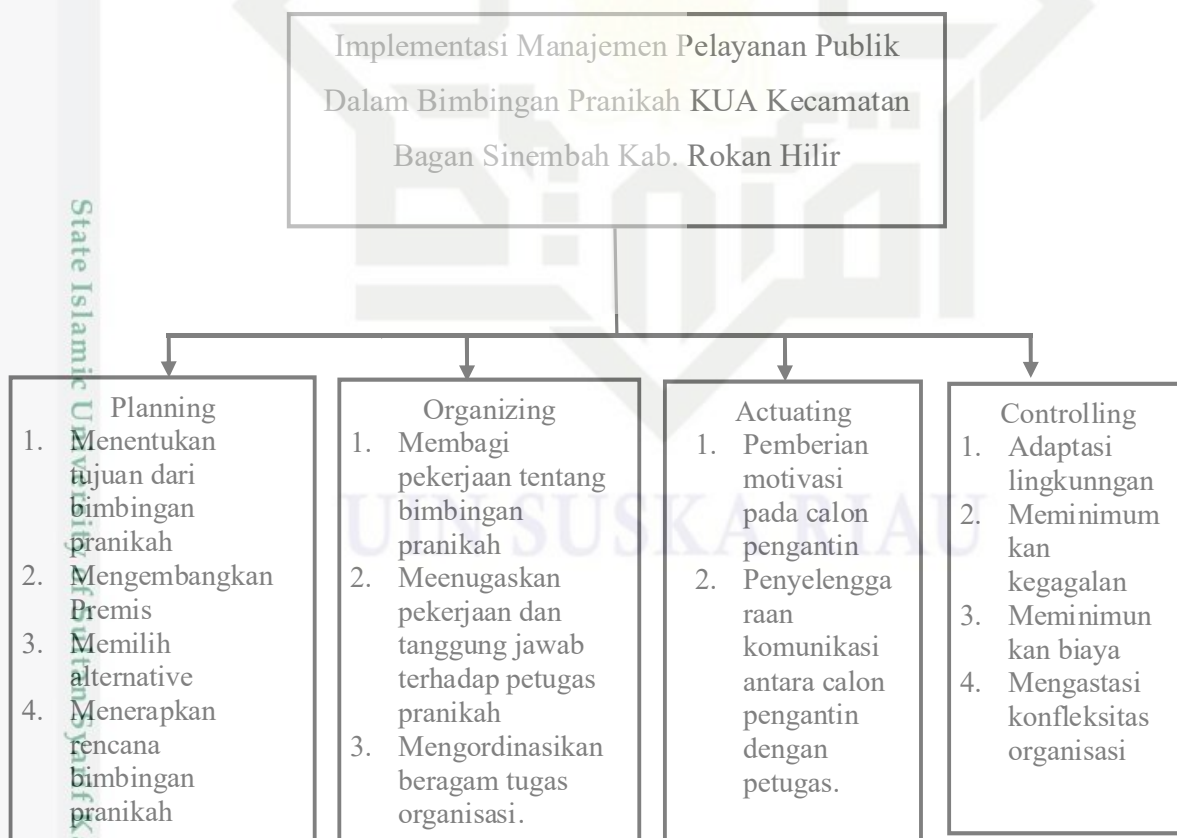 Implementasi Manajemen Pelayanan Publik
Dalam Bimbingan Pranikah KUA Kecamatan
Bagan Sinembah Kab. Rokan Hilir
Planning
1. Menentukan
tujuan dari
bimbingan
pranikah
2. Mengembangkan
Premis
3. Memilih
alternative
4. Menerapkan
rencana
bimbingan
pranikah
Organizing
1. Membagi
pekerjaan tentang
bimbingan
pranikah
2. Meenugaskan
pekerjaan dan
tanggung jawab
terhadap petugas
pranikah
3. Mengordinasikan
beragam tugas
organisasi.
Actuating
1. Pemberian
motivasi
pada calon
pengantin
2. Penyelengga
raan
komunikasi
antara calon
pengantin
dengan
petugas.
Controlling
1. Adaptasi
lingkunngan
2. Meminimum
kan
kegagalan
3. Meminimun
kan biaya
4. Mengastasi
konfleksitas
organisasi
State Islamic University of Sultan Syarif K
UIN SUSKA RIAU